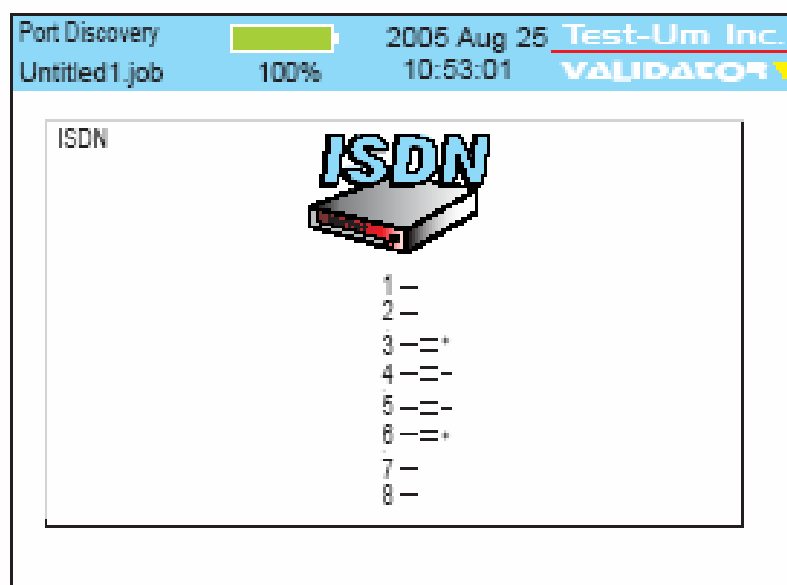 Port Discovery
2005 Aug 25
Test-Um Inc.
Untitled1.job
100%
10:53:01
VALIDATOR
ISDN
ISDN
1 –
2 –
3 –=+
4 –=-
5 –=-
6 –=+
7 –
8 –